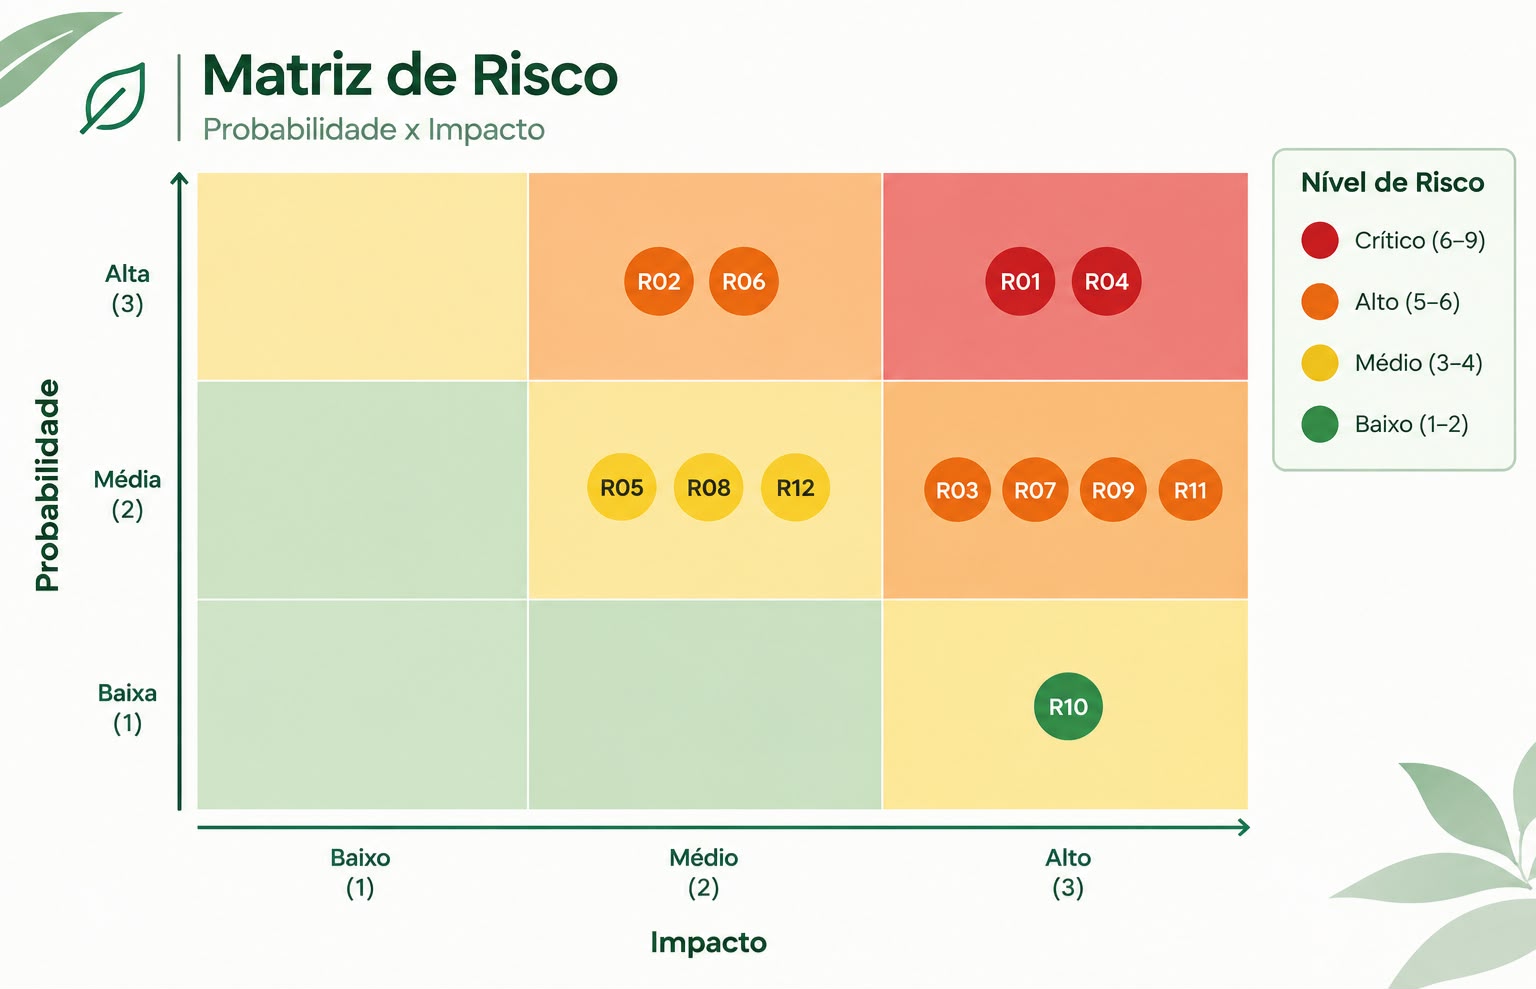 Matriz de Risco
Probabilidade x Impacto
Nível de Risco
Crítico (6–9)
Alto (5–6)
Médio (3–4)
Baixo (1–2)
Probabilidade
Alta
(3)
R02 R06 R01 R04
Média
(2)
R05 R08 R12 R03 R07 R09 R11
Baixa
(1)
R10
Baixo
(1)
Médio
(2)
Alto
(3)
Impacto